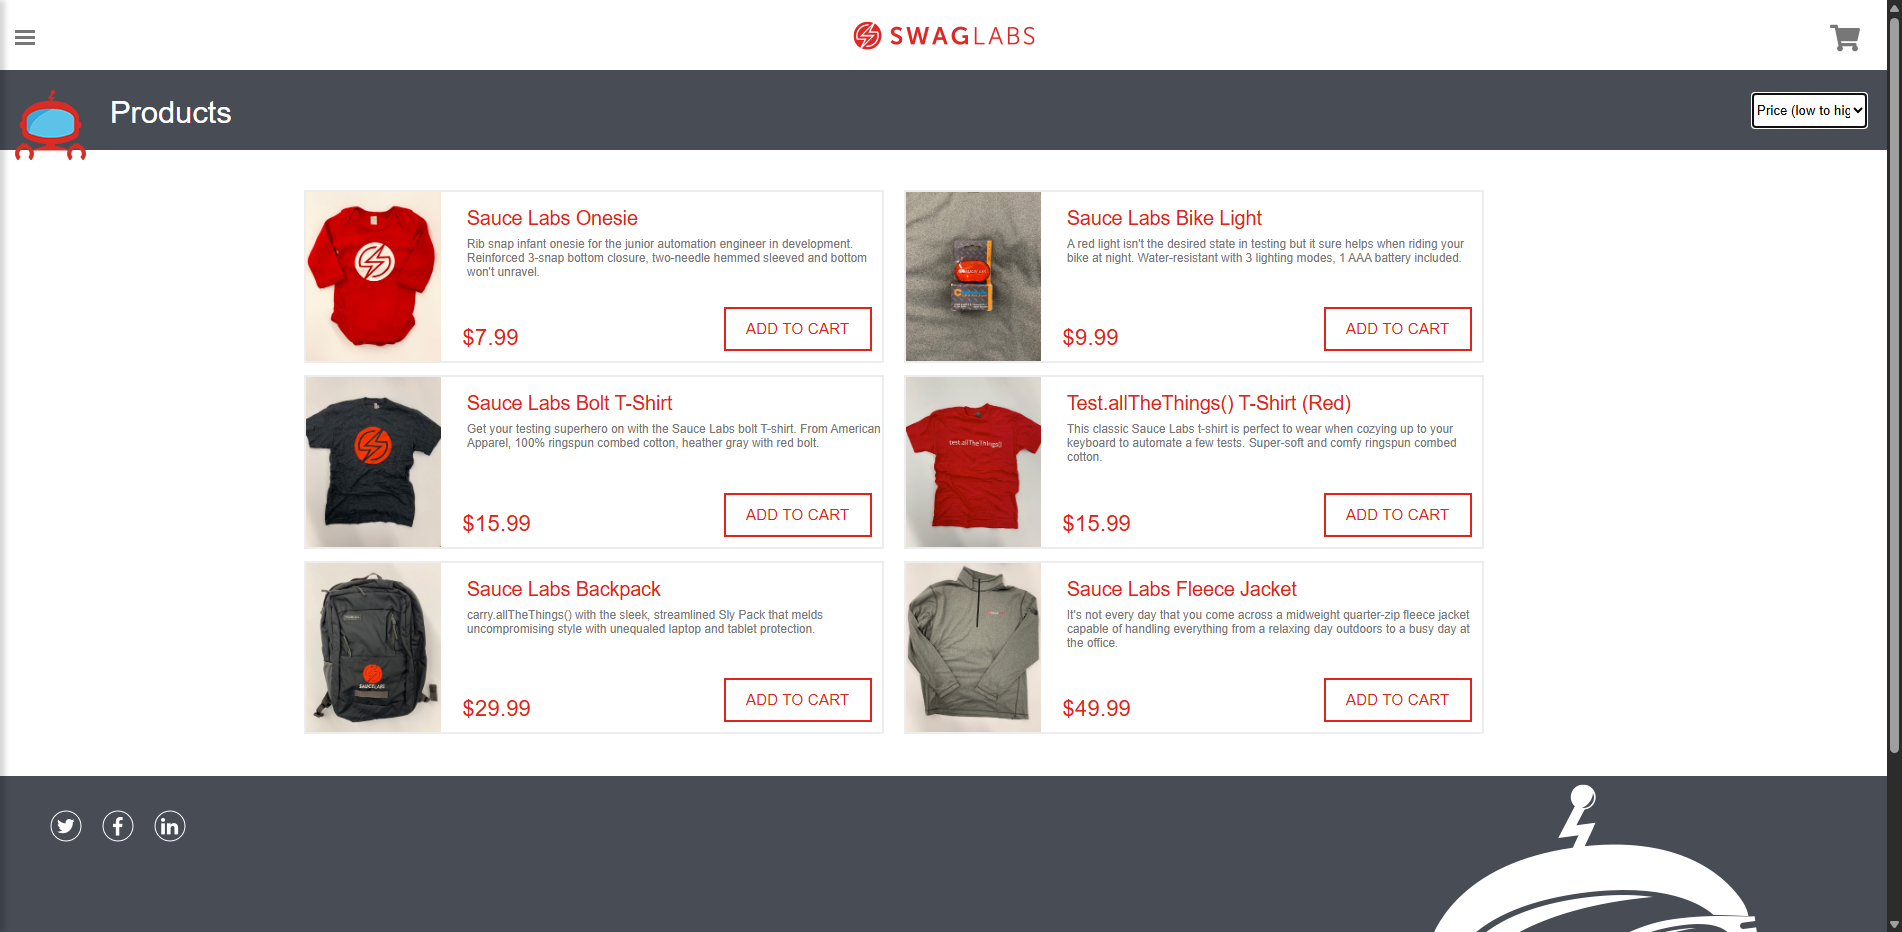 SWAGLABS
Products
Price (low to hig
Sauce Labs Onesie
Rib snap infant onesie for the junior automation engineer in development.
Reinforced 3-snap bottom closure, two-needle hemmed sleeved and bottom
won't unravel.
$7.99
ADD TO CART
Sauce Labs Bike Light
A red light isn't the desired state in testing but it sure helps when riding your
bike at night. Water-resistant with 3 lighting modes, 1 AAA battery included.
$9.99
ADD TO CART
Sauce Labs Bolt T-Shirt
Get your testing superhero on with the Sauce Labs bolt T-shirt. From American
Apparel, 100% ringspun combed cotton, heather gray with red bolt.
$15.99
ADD TO CART
test.allTheThings()
Test.allTheThings() T-Shirt (Red)
This classic Sauce Labs t-shirt is perfect to wear when cozying up to your
keyboard to automate a few tests. Super-soft and comfy ringspun combed
cotton.
$15.99
ADD TO CART
SAUCELABS
Sauce Labs Backpack
carry.allTheThings() with the sleek, streamlined Sly Pack that melds
uncompromising style with unequaled laptop and tablet protection.
$29.99
ADD TO CART
Sauce Labs Fleece Jacket
It's not every day that you come across a midweight quarter-zip fleece jacket
capable of handling everything from a relaxing day outdoors to a busy day at
the office.
$49.99
ADD TO CART